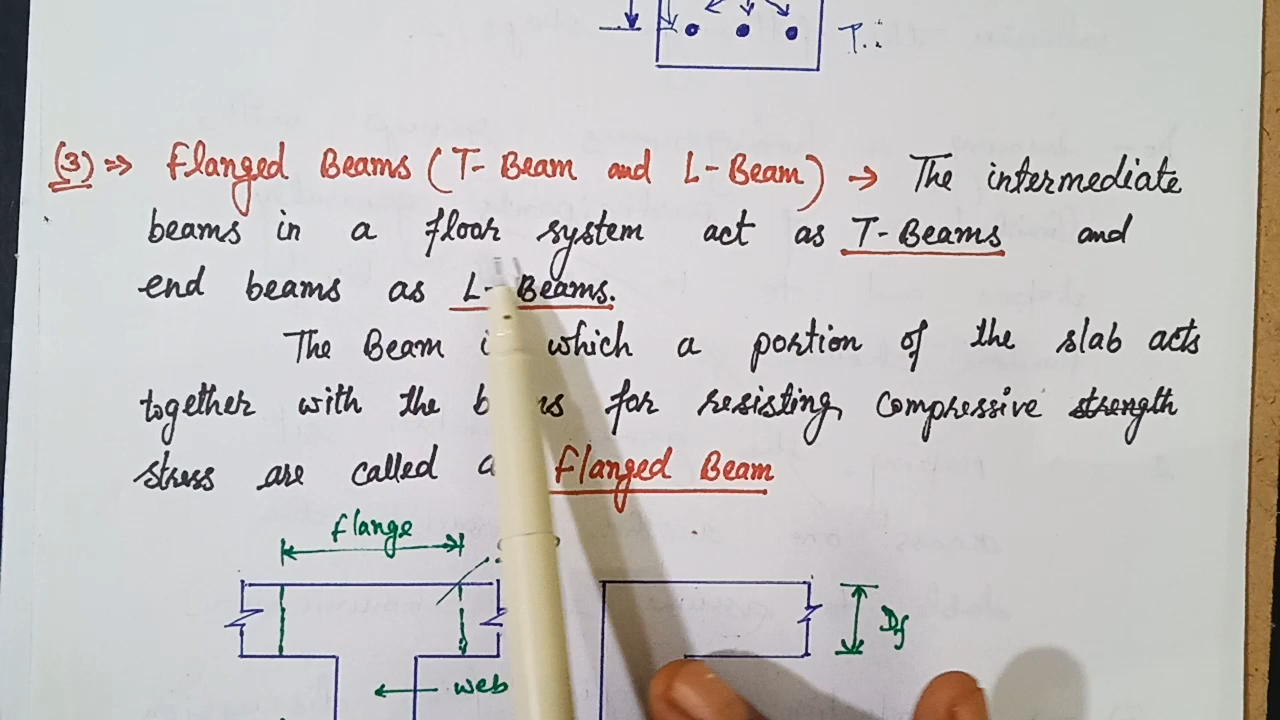 (3) ⇒ Flanged Beams (T-Beam and L-Beam) → The intermediate
beams in a floor system act as T-Beams and
end beams as L-Beams.
The Beam which a portion of the slab acts
together with the for resisting compressive strength
stress are called Flanged Beam
flange
Df
web